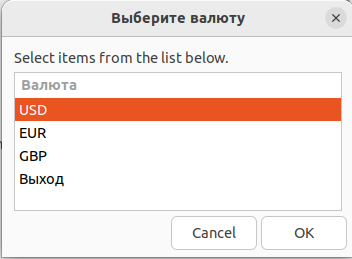 Выберите валюту
Select items from the list below.
Валюта
USD
EUR
GBP
Выход
Cancel
OK